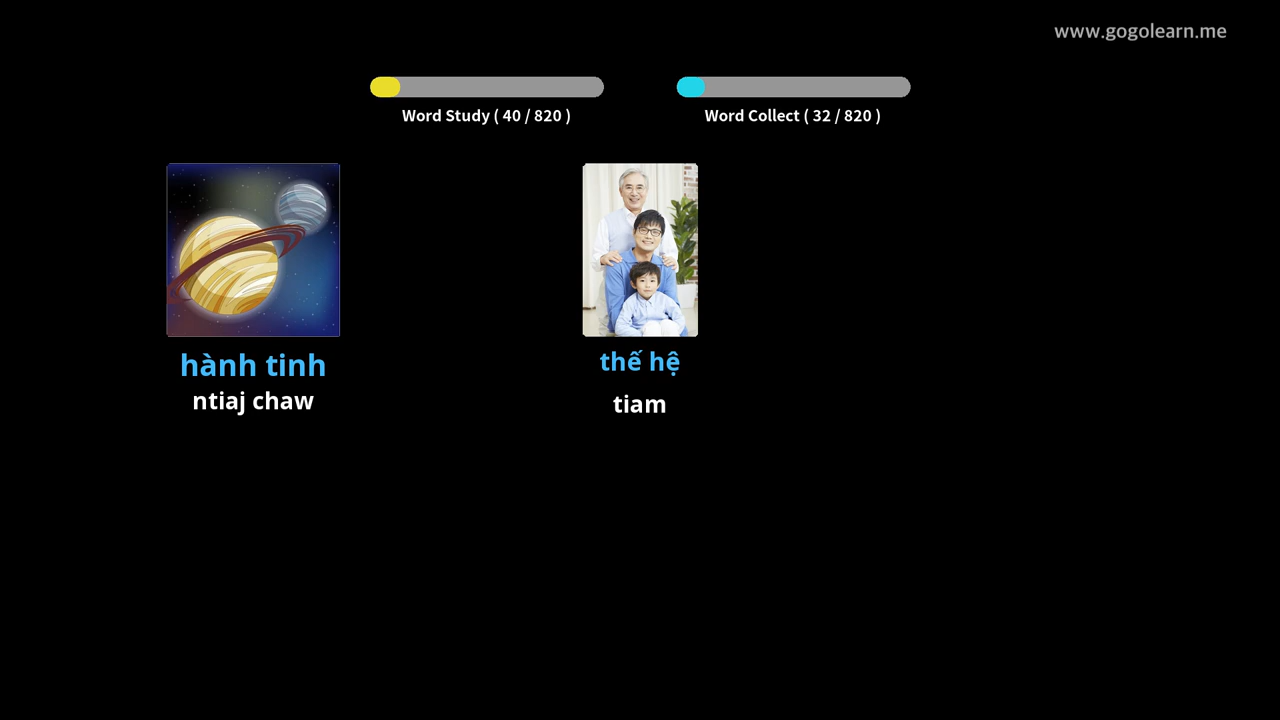 www.gogolearn.me
Word Study ( 40 / 820 )
Word Collect ( 32 / 820 )
hành tinh
ntiaj chaw
thế hệ
tiam